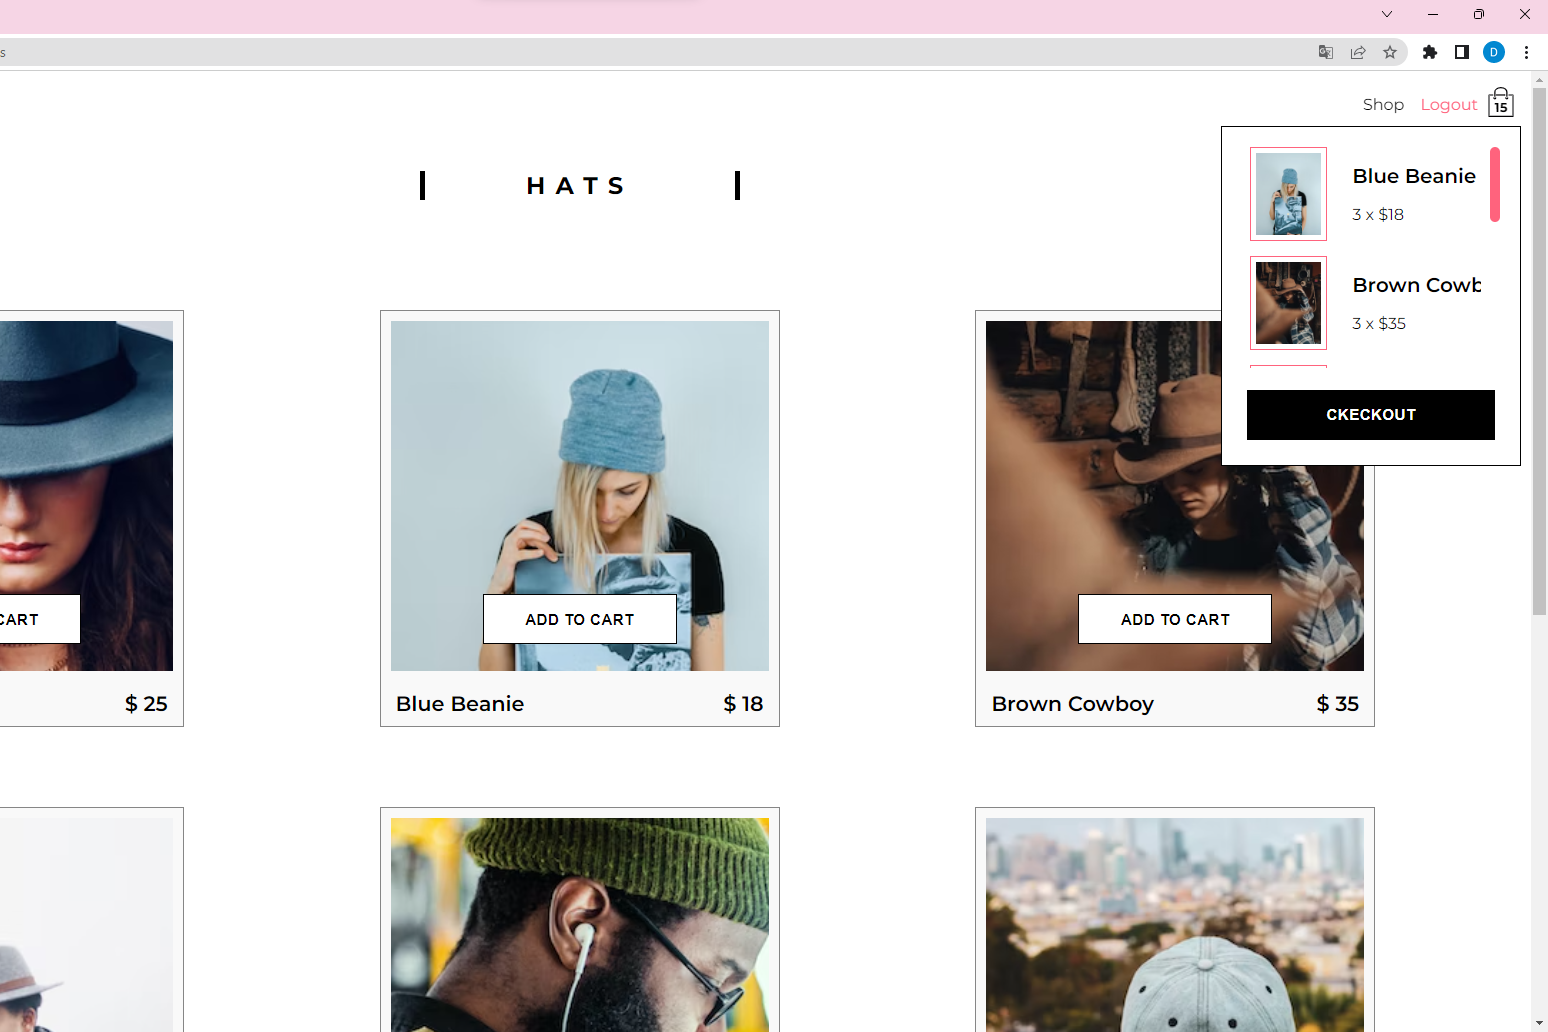 s
D
Shop Logout 15
HATS
Blue Beanie
3 x $18
Brown Cowb
3 x $35
CKECKOUT
CART
ADD TO CART
ADD TO CART
$ 25
Blue Beanie $ 18
Brown Cowboy $ 35